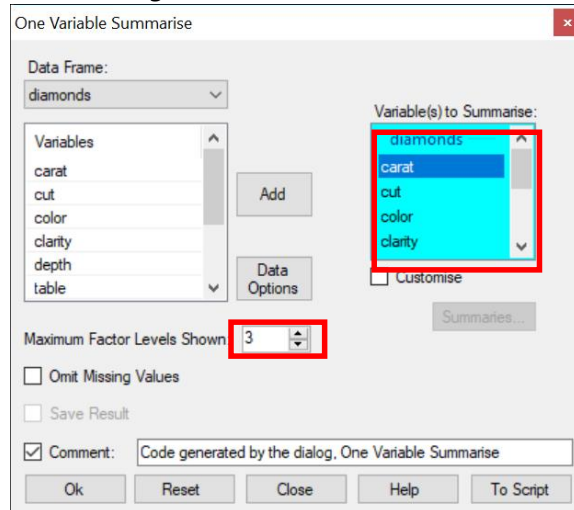 One Variable Summarise
×
Data Frame:
diamonds
Variable(s) to Summarise:
Variables
carat
cut
color
clarity
depth
table
Add
Data
Options
diamonds
carat
cut
color
clarity
Customise
Summaries...
Maximum Factor Levels Shown
3
Omit Missing Values
Save Result
Comment:
Code generated by the dialog, One Variable Summarise
Ok
Reset
Close
Help
To Script